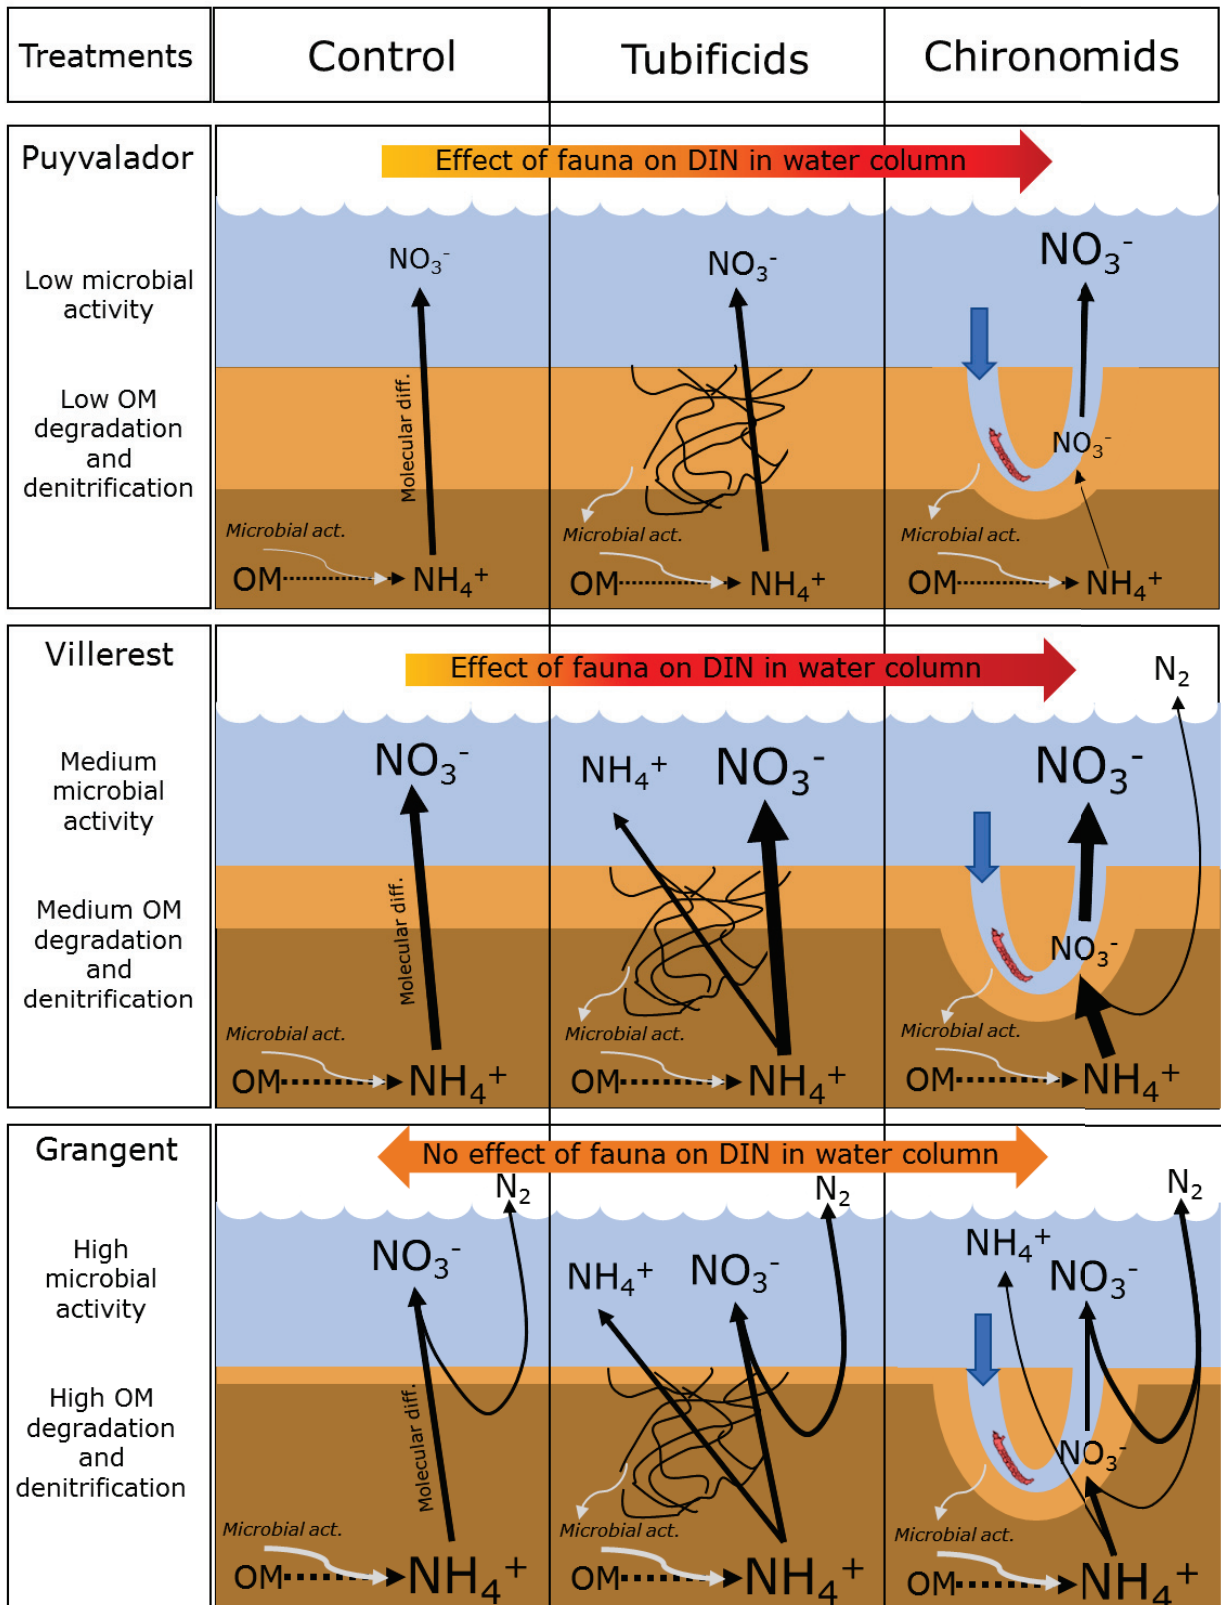 Treatments
Control
Tubificids
Chironomids
Puyvalador
Low microbial
activity
Low OM
degradation
and
denitrification
Effect of fauna on DIN in water column
NO₃⁻
Molecular diff.
Microbial act.
OM
NH₄⁺
NO₃⁻
Microbial act.
OM
NH₄⁺
NO₃⁻
NO₃⁻
Microbial act.
OM
NH₄⁺
Villerest
Medium
microbial
activity
Medium OM
degradation
and
denitrification
Effect of fauna on DIN in water column
NO₃⁻
Molecular diff.
Microbial act.
OM
NH₄⁺
NH₄⁺
NO₃⁻
Microbial act.
OM
NH₄⁺
N₂
NO₃⁻
NO₃⁻
Microbial act.
OM
NH₄⁺
Grangent
High
microbial
activity
High OM
degradation
and
denitrification
No effect of fauna on DIN in water column
N₂
NO₃⁻
Molecular diff.
Microbial act.
OM
NH₄⁺
N₂
NH₄⁺
NO₃⁻
Microbial act.
OM
NH₄⁺
N₂
NH₄⁺
NO₃⁻
NO₃⁻
Microbial act.
OM
NH₄⁺